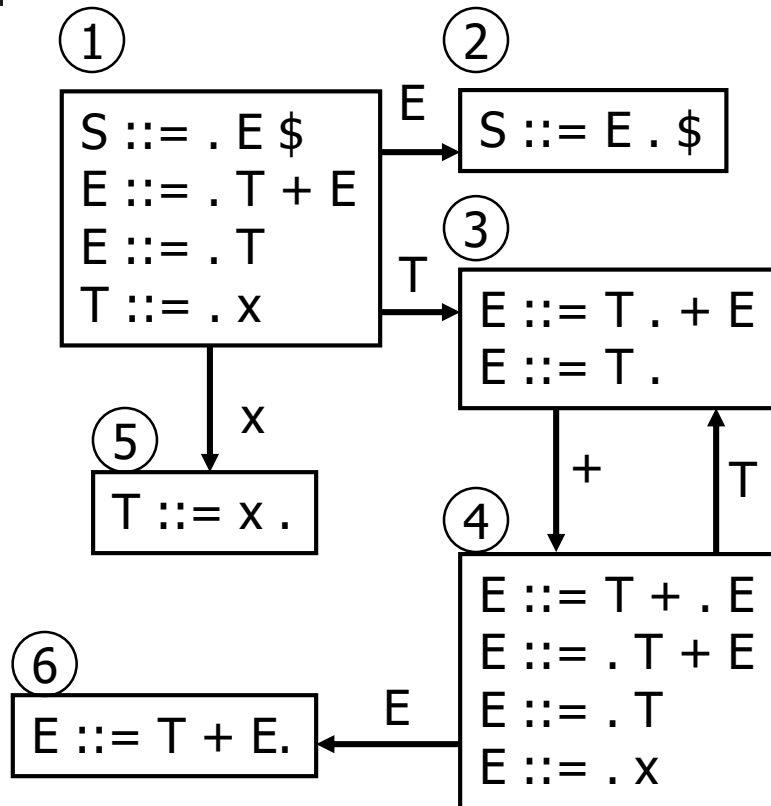 1
S ::= . E $
E ::= . T + E
E ::= . T
T ::= . x
E
2
S ::= E . $
T
3
E ::= T . + E
E ::= T .
x
5
T ::= x .
+
T
4
E ::= T + . E
E ::= . T + E
E ::= . T
E ::= . x
E
6
E ::= T + E.